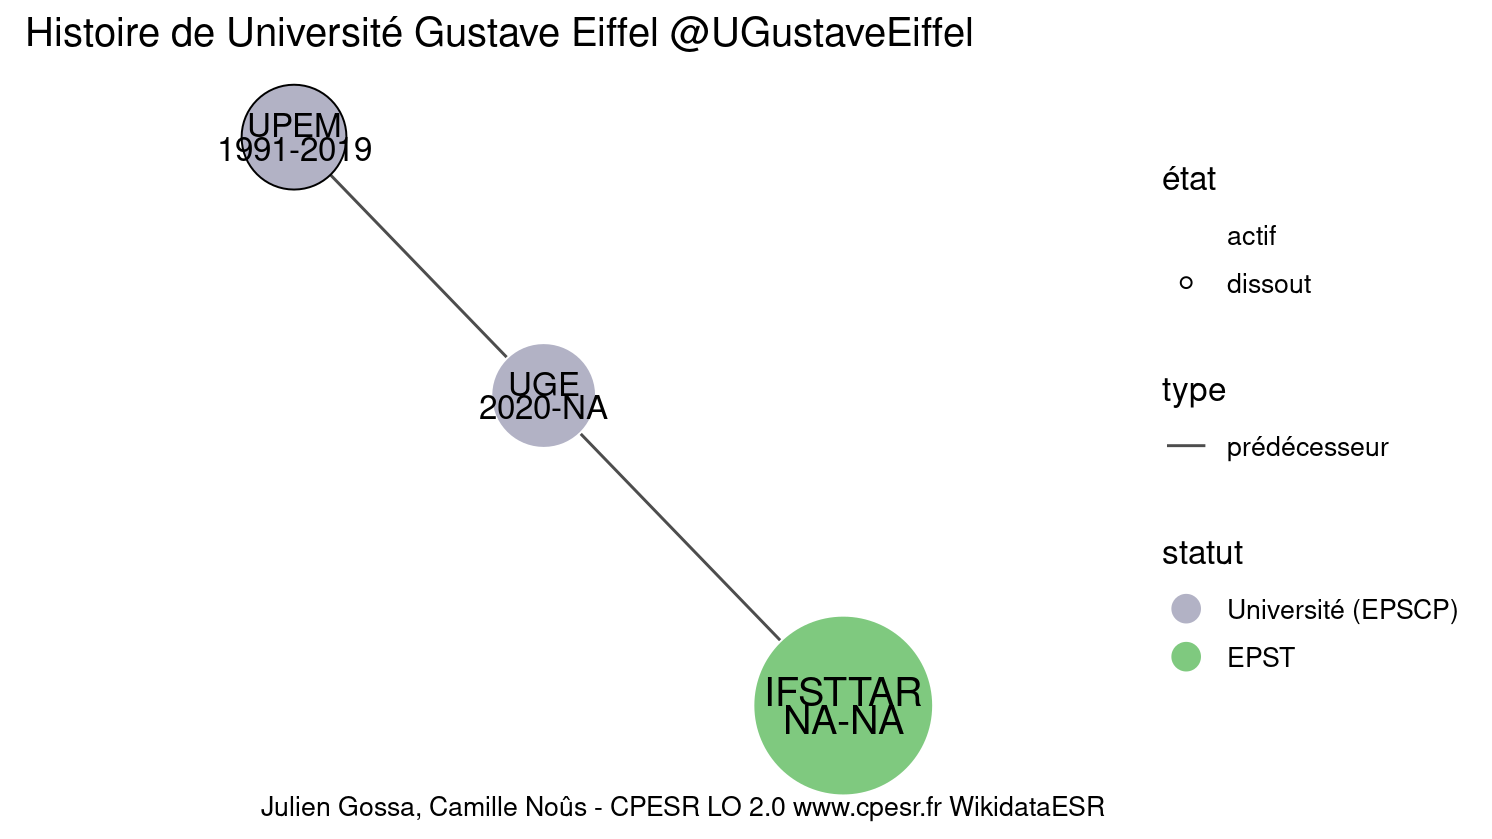 Histoire de Université Gustave Eiffel @UGustaveEiffel
UPEM
1991-2019
UGE
2020-NA
IFSTTAR
NA-NA
état
actif
dissout
type
prédécesseur
statut
Université (EPSCP)
EPST
Julien Gossa, Camille Noûs - CPESR LO 2.0 www.cpesr.fr WikidataESR